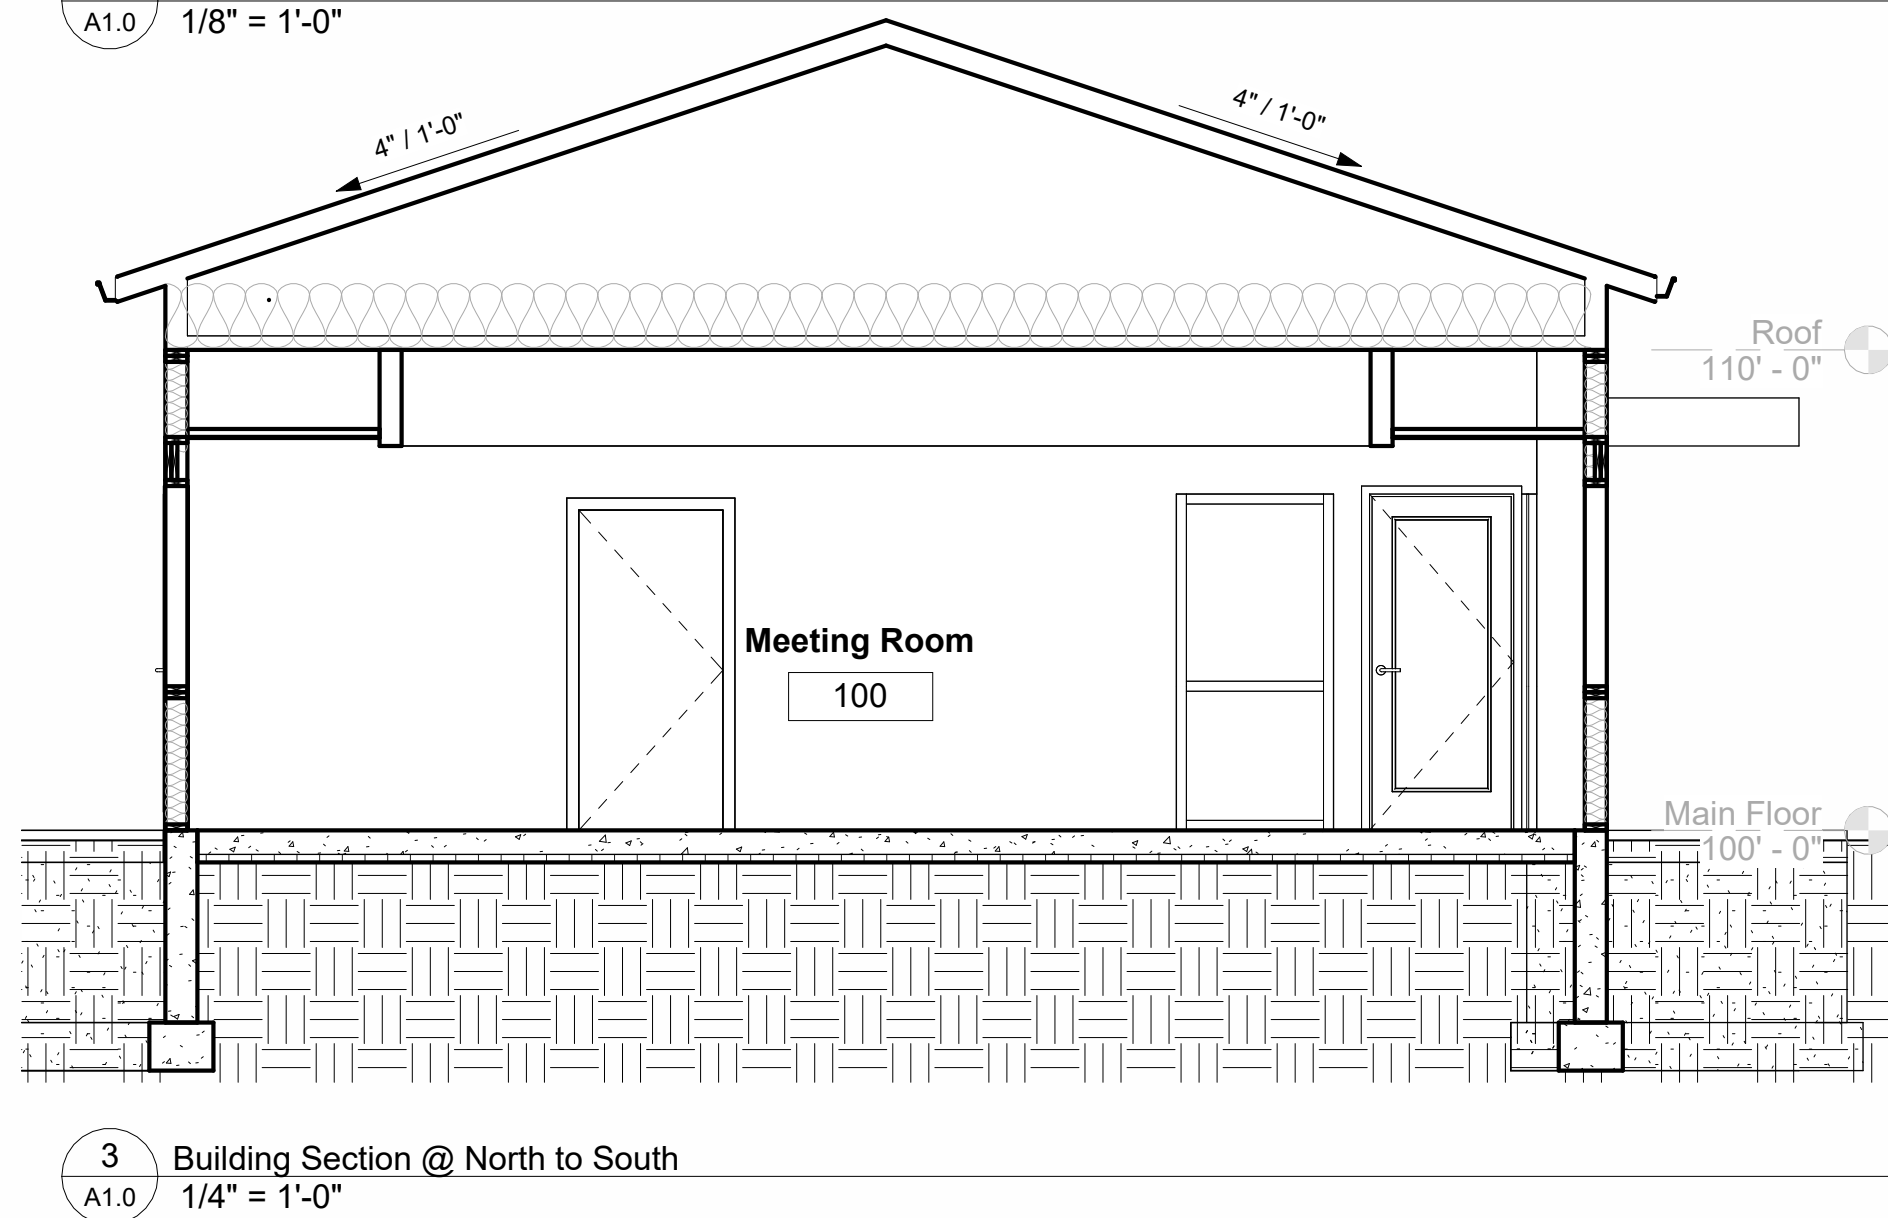 A1.0
1/8" = 1'-0"
4" / 1'-0"
4" / 1'-0"
Roof
110' - 0"
Meeting Room
100
Main Floor
100' - 0"
3
Building Section @ North to South
A1.0
1/4" = 1'-0"